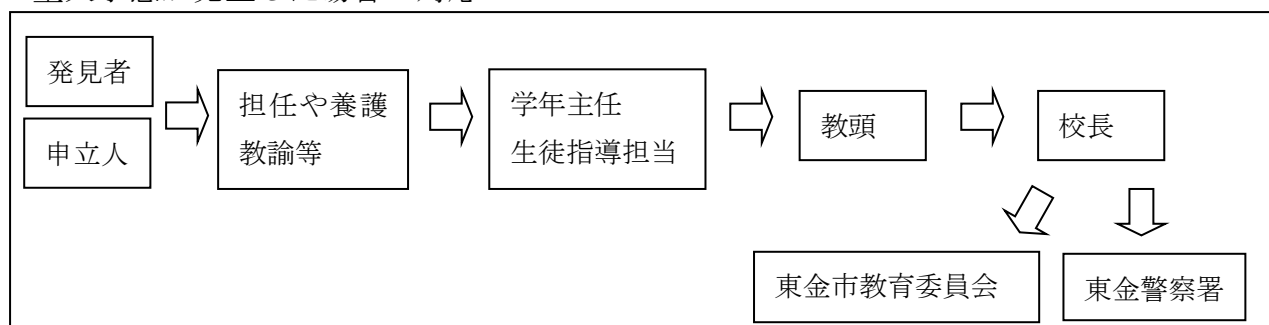 発見者
申立人
担任や養護
教諭等
学年主任
生徒指導担当
教頭
校長
東金市教育委員会
東金警察署